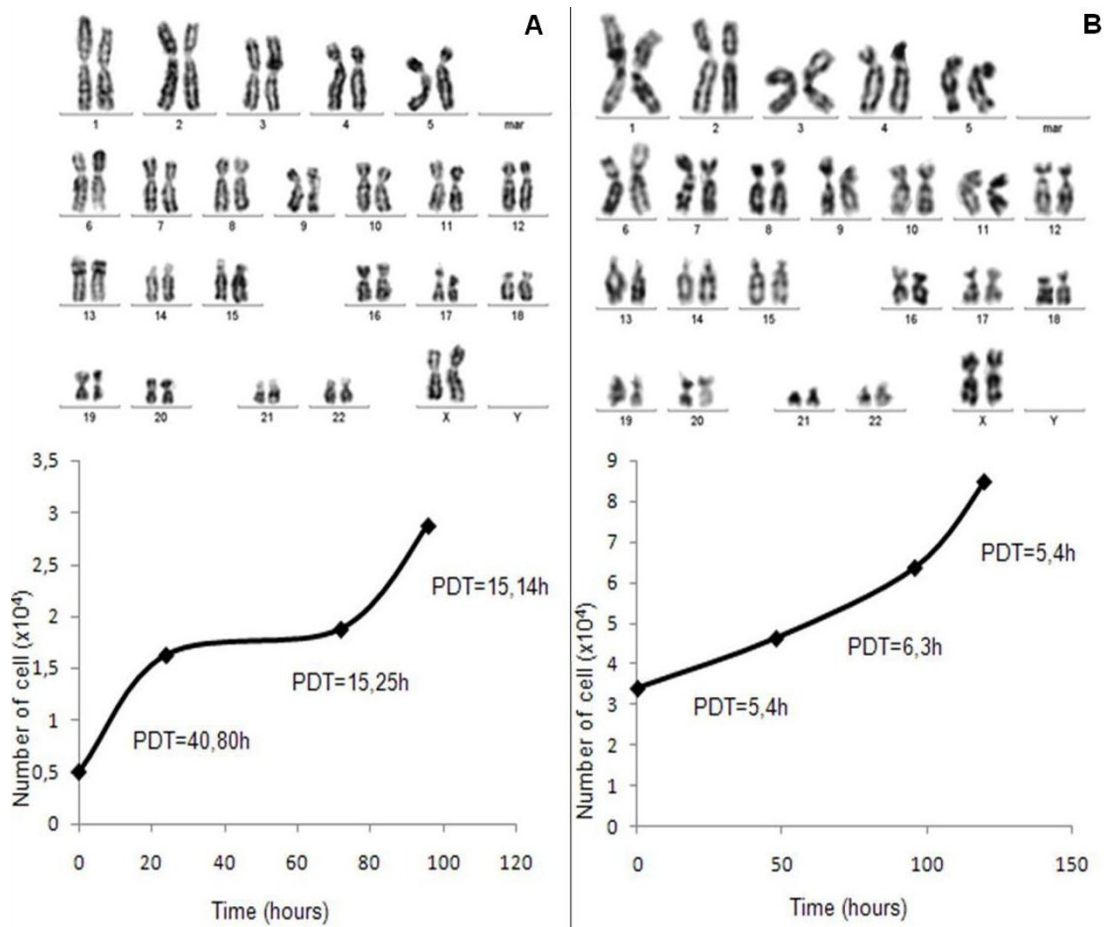 A
1 2 3 4 5 mar
6 7 8 9 10 11 12
13 14 15 16 17 18
19 20 21 22 X Y
3,5
3
2,5
2
1,5
1
0,5
0
Number of cell (x10⁴)
PDT=15,14h
PDT=15,25h
PDT=40,80h
0 20 40 60 80 100 120
Time (hours)
B
1 2 3 4 5 mar
6 7 8 9 10 11 12
13 14 15 16 17 18
19 20 21 22 X Y
9
8
7
6
5
4
3
2
1
0
Number of cell (x10⁴)
PDT=5,4h
PDT=6,3h
PDT=5,4h
0 50 100 150
Time (hours)